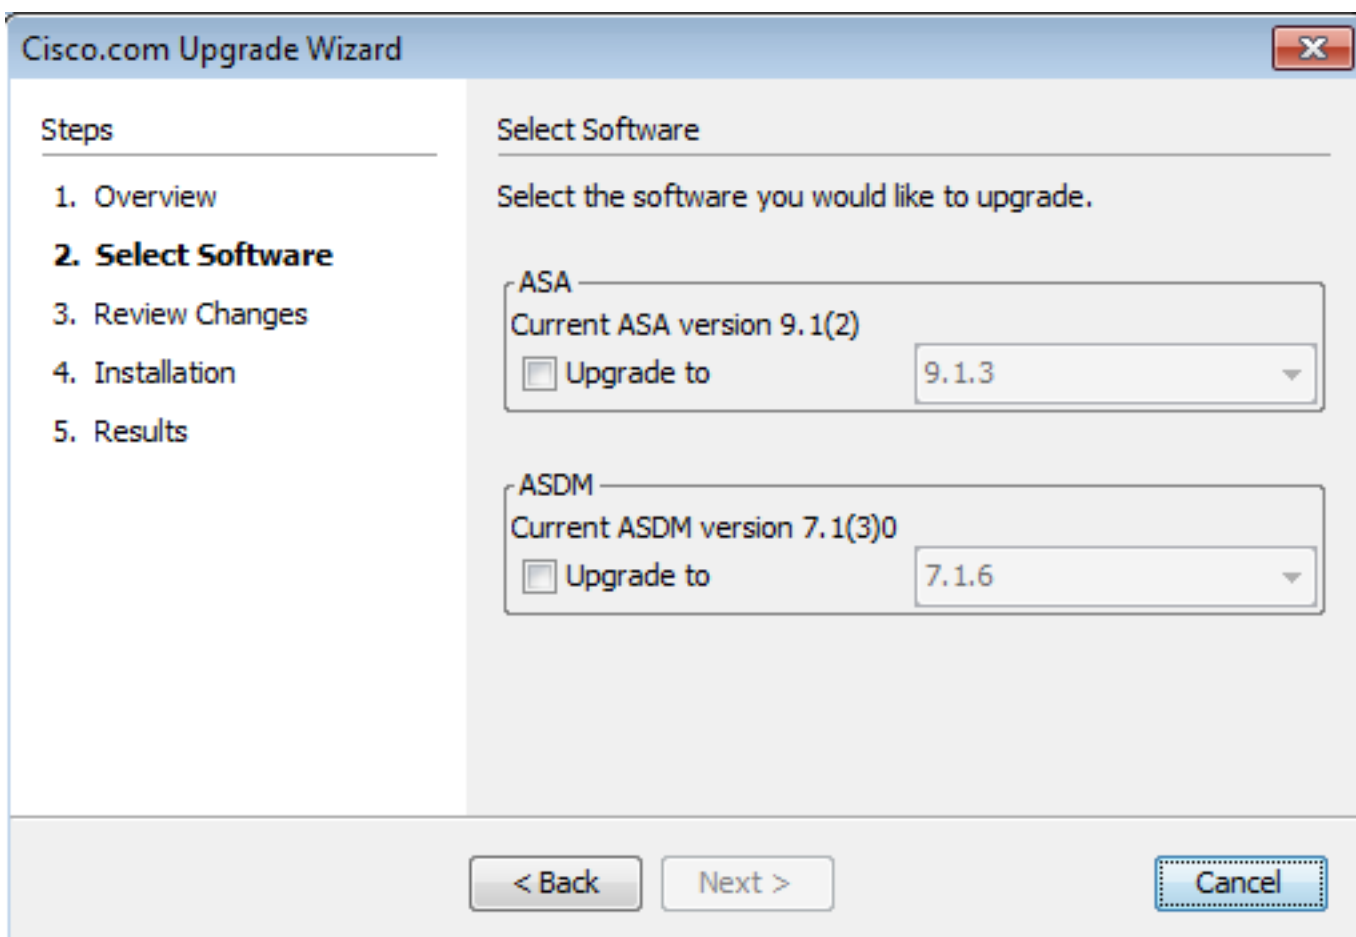 Cisco.com Upgrade Wizard
Steps
1. Overview
2. Select Software
3. Review Changes
4. Installation
5. Results
Select Software
Select the software you would like to upgrade.
ASA
Current ASA version 9.1(2)
Upgrade to 9.1.3
ASDM
Current ASDM version 7.1(3)0
Upgrade to 7.1.6
< Back Next > Cancel